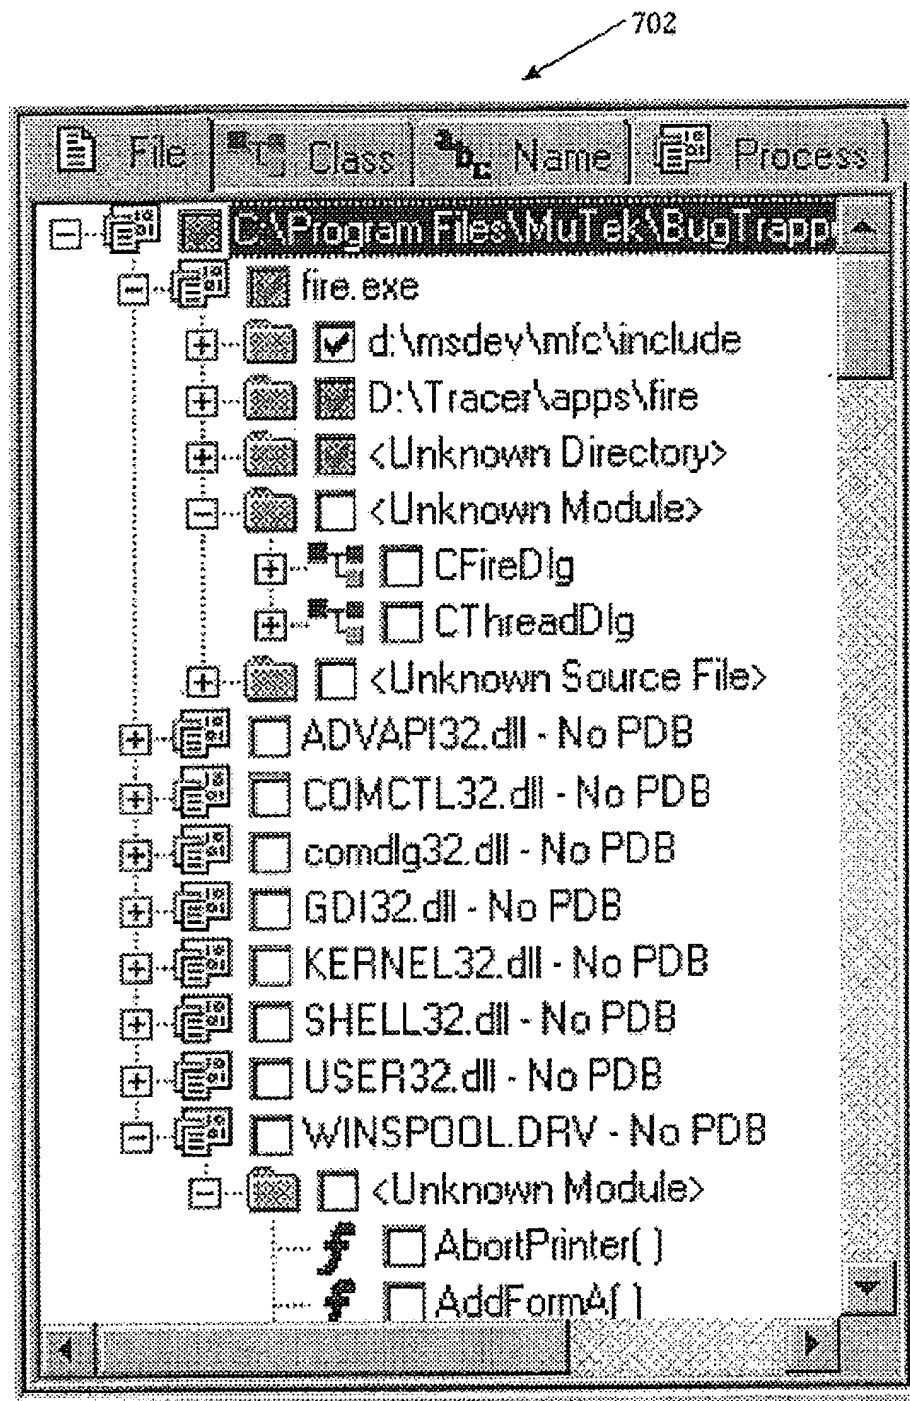 702
File Class Name Process
C:\Program Files\MuTek\BugTrapp
fire.exe
d:\msdev\mfc\include
D:\Tracer\apps\fire
<Unknown Directory>
<Unknown Module>
CFireDlg
CThreadDlg
<Unknown Source File>
ADVAPI32.dll - No PDB
COMCTL32.dll - No PDB
comdlg32.dll - No PDB
GDI32.dll - No PDB
KERNEL32.dll - No PDB
SHELL32.dll - No PDB
USER32.dll - No PDB
WINSPOOL.DRV - No PDB
<Unknown Module>
AbortPrinter( )
AddFormA( )